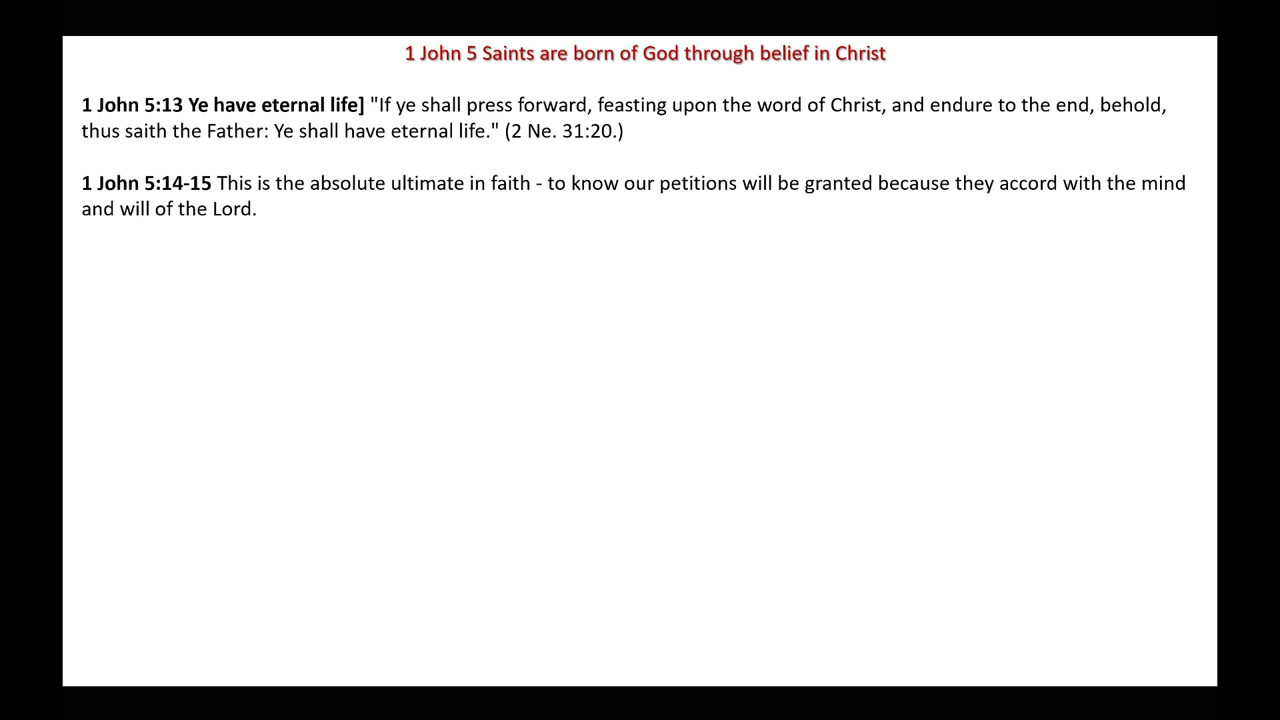 1 John 5 Saints are born of God through belief in Christ
1 John 5:13 Ye have eternal life] "If ye shall press forward, feasting upon the word of Christ, and endure to the end, behold,
thus saith the Father: Ye shall have eternal life." (2 Ne. 31:20.)
1 John 5:14-15 This is the absolute ultimate in faith - to know our petitions will be granted because they accord with the mind
and will of the Lord.